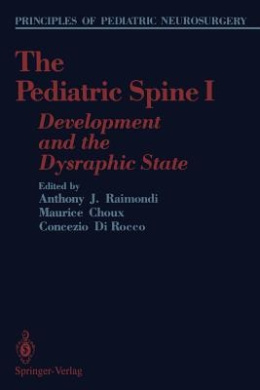 PRINCIPLES OF PEDIATRIC NEUROSURGERY
The
Pediatric Spine I
Development
and the
Dysraphic State
Edited by
Anthony J. Raimondi
Maurice Choux
Concezio Di Rocco
Springer-Verlag